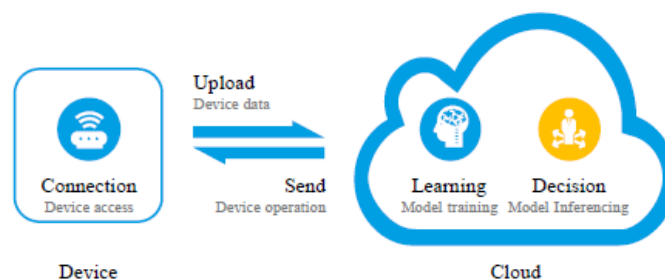 Upload
Device data
Connection
Device access
Send
Device operation
Learning
Model training
Decision
Model Inferencing
Device
Cloud